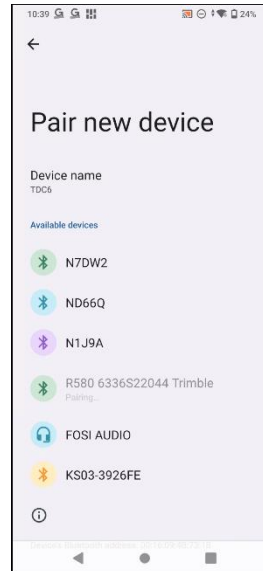 10:39 24%
Pair new device
Device name
TDC6
Available devices
N7DW2
ND66Q
N1J9A
R580 6336S22044 Trimble
Pairing...
FOSI AUDIO
KS03-3926FE